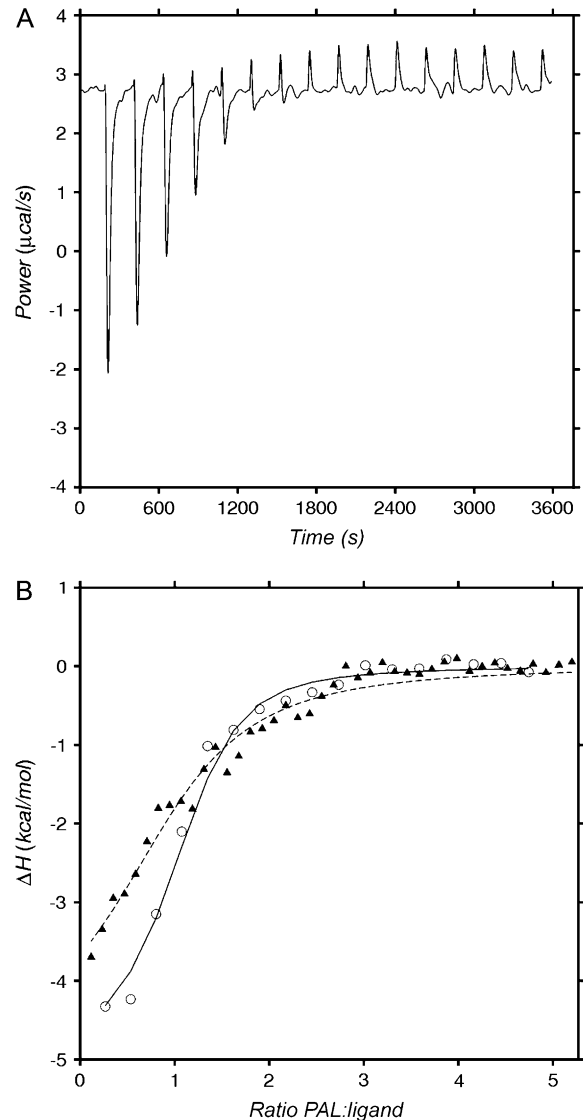 A
4
3
2
1
0
-1
-2
-3
-4
Power (μcal/s)
0 600 1200 1800 2400 3000 3600
Time (s)
B
1
0
-1
-2
-3
-4
-5
ΔH (kcal/mol)
0 1 2 3 4 5
Ratio PAL:ligand